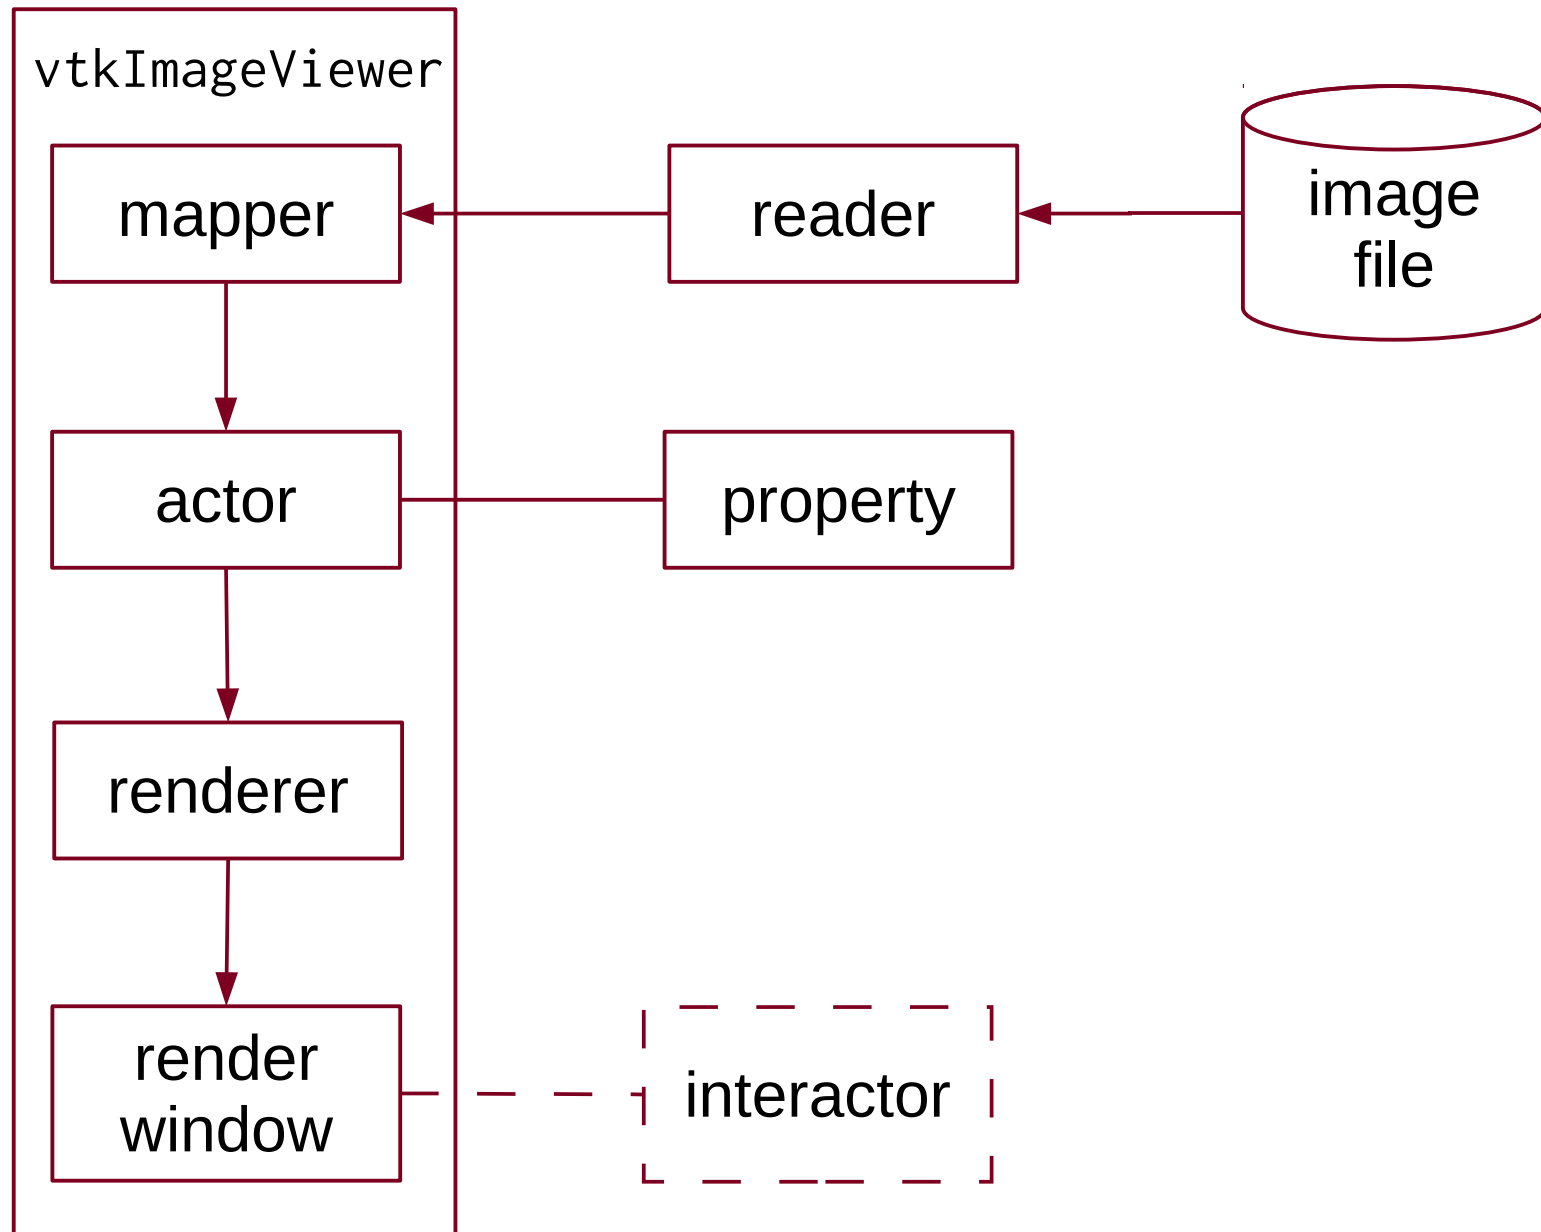 vtkImageViewer
mapper
reader
image
file
actor
property
renderer
render
window
interactor